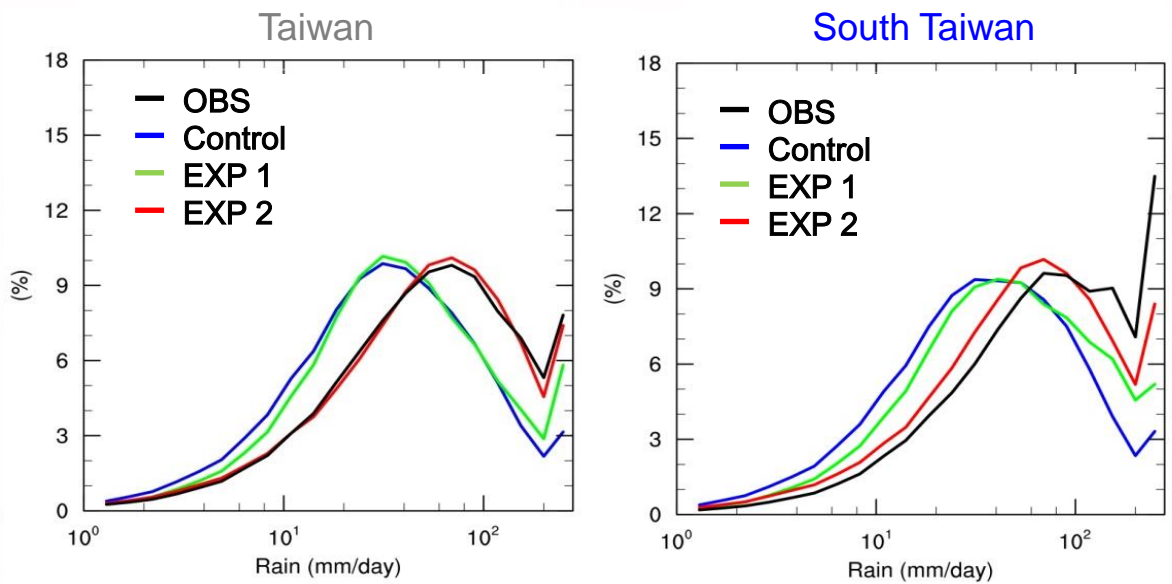 Taiwan
18
15
12
9
6
3
0
(%)
OBS
Control
EXP 1
EXP 2
10⁰
10¹
10²
Rain (mm/day)
South Taiwan
18
15
12
9
6
3
0
(%)
OBS
Control
EXP 1
EXP 2
10⁰
10¹
10²
Rain (mm/day)